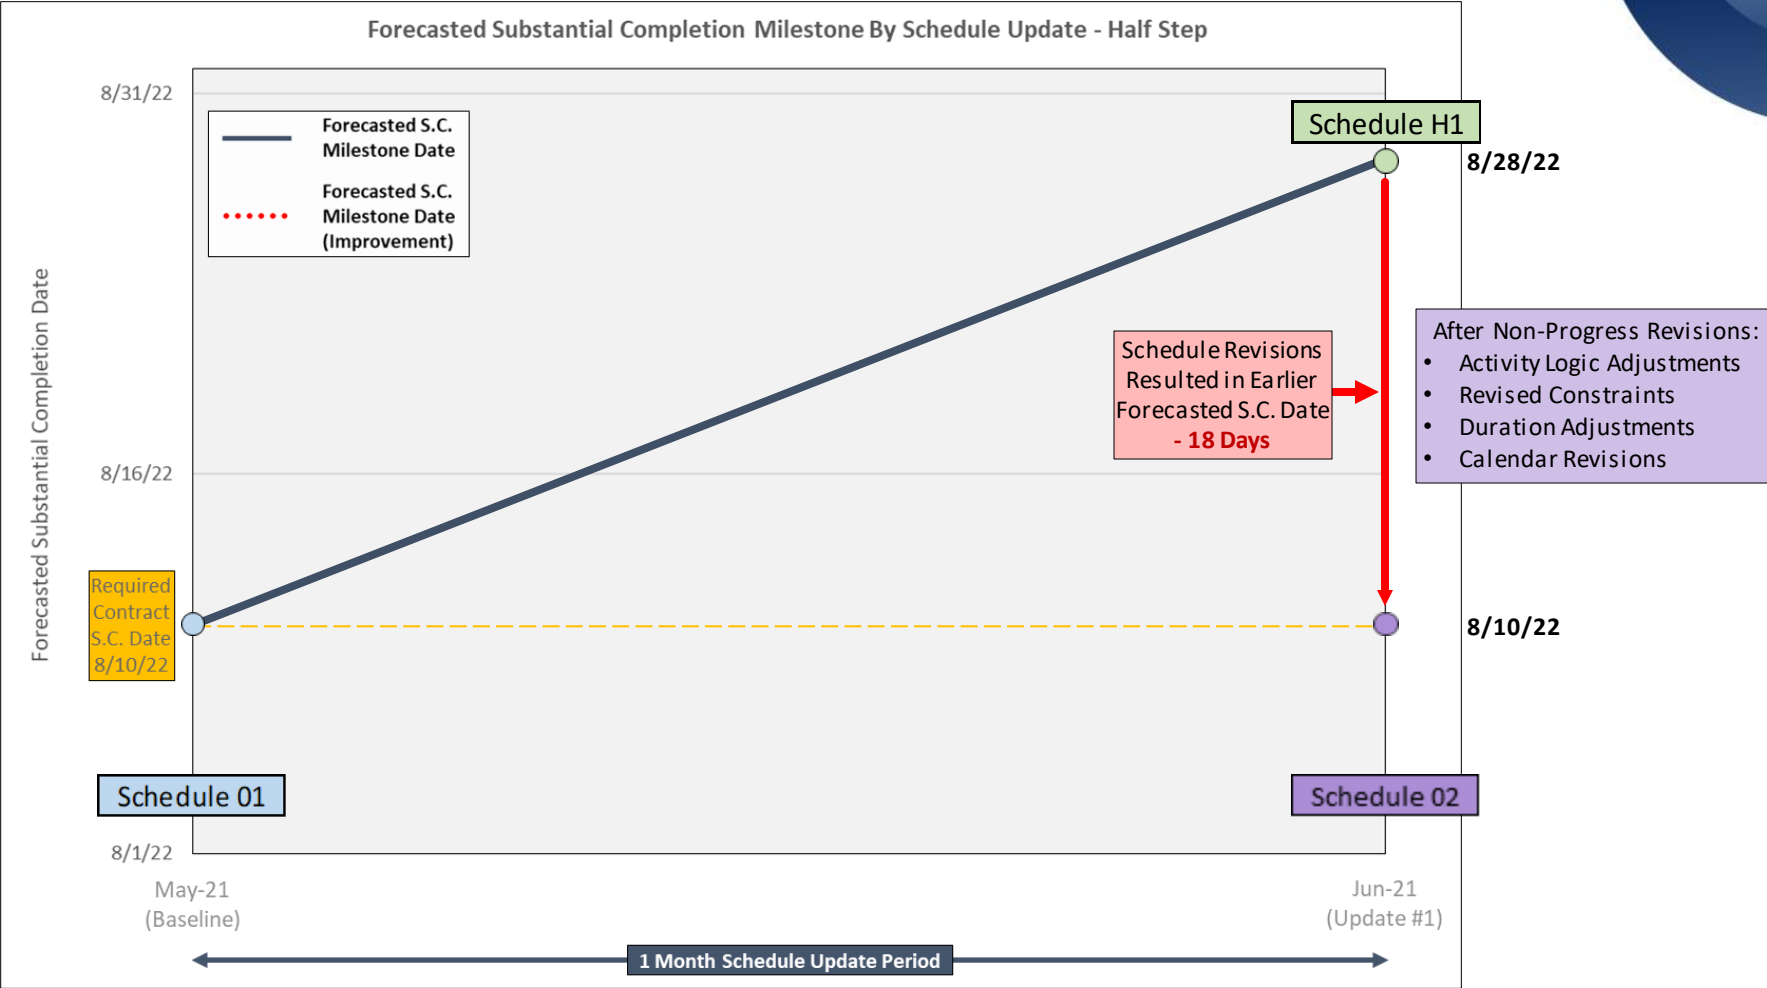 Forecasted Substantial Completion Milestone By Schedule Update - Half Step
Forecasted Substantial Completion Date
8/31/22
8/16/22
8/1/22
Forecasted S.C.
Milestone Date
Forecasted S.C.
Milestone Date
(Improvement)
Schedule H1
8/28/22
Schedule Revisions
Resulted in Earlier
Forecasted S.C. Date
- 18 Days
After Non-Progress Revisions:
• Activity Logic Adjustments
• Revised Constraints
• Duration Adjustments
• Calendar Revisions
Required
Contract
S.C. Date
8/10/22
8/10/22
Schedule 01
Schedule 02
May-21
(Baseline)
Jun-21
(Update #1)
1 Month Schedule Update Period